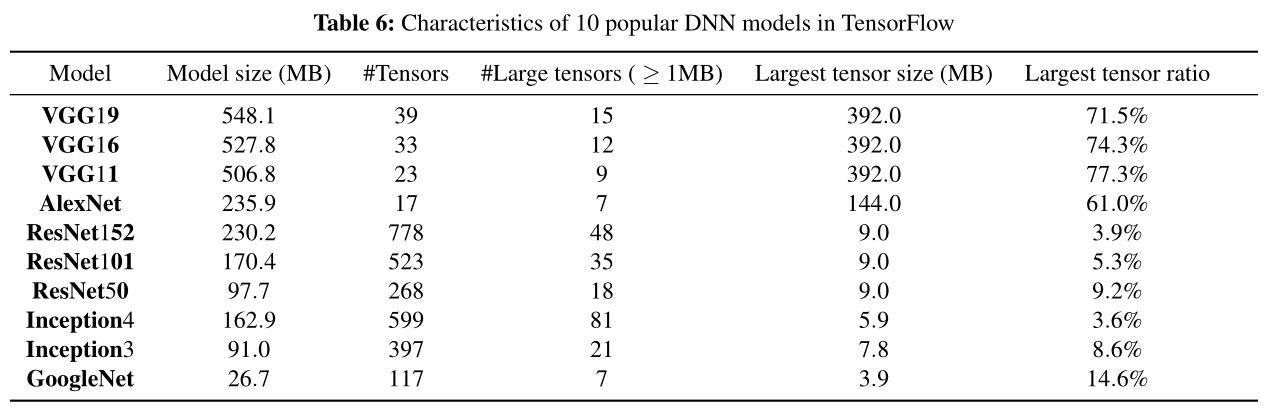 Table 6: Characteristics of 10 popular DNN models in TensorFlow
Model Model size (MB) #Tensors #Large tensors ( ≥ 1MB) Largest tensor size (MB) Largest tensor ratio
VGG19 548.1 39 15 392.0 71.5%
VGG16 527.8 33 12 392.0 74.3%
VGG11 506.8 23 9 392.0 77.3%
AlexNet 235.9 17 7 144.0 61.0%
ResNet152 230.2 778 48 9.0 3.9%
ResNet101 170.4 523 35 9.0 5.3%
ResNet50 97.7 268 18 9.0 9.2%
Inception4 162.9 599 81 5.9 3.6%
Inception3 91.0 397 21 7.8 8.6%
GoogleNet 26.7 117 7 3.9 14.6%